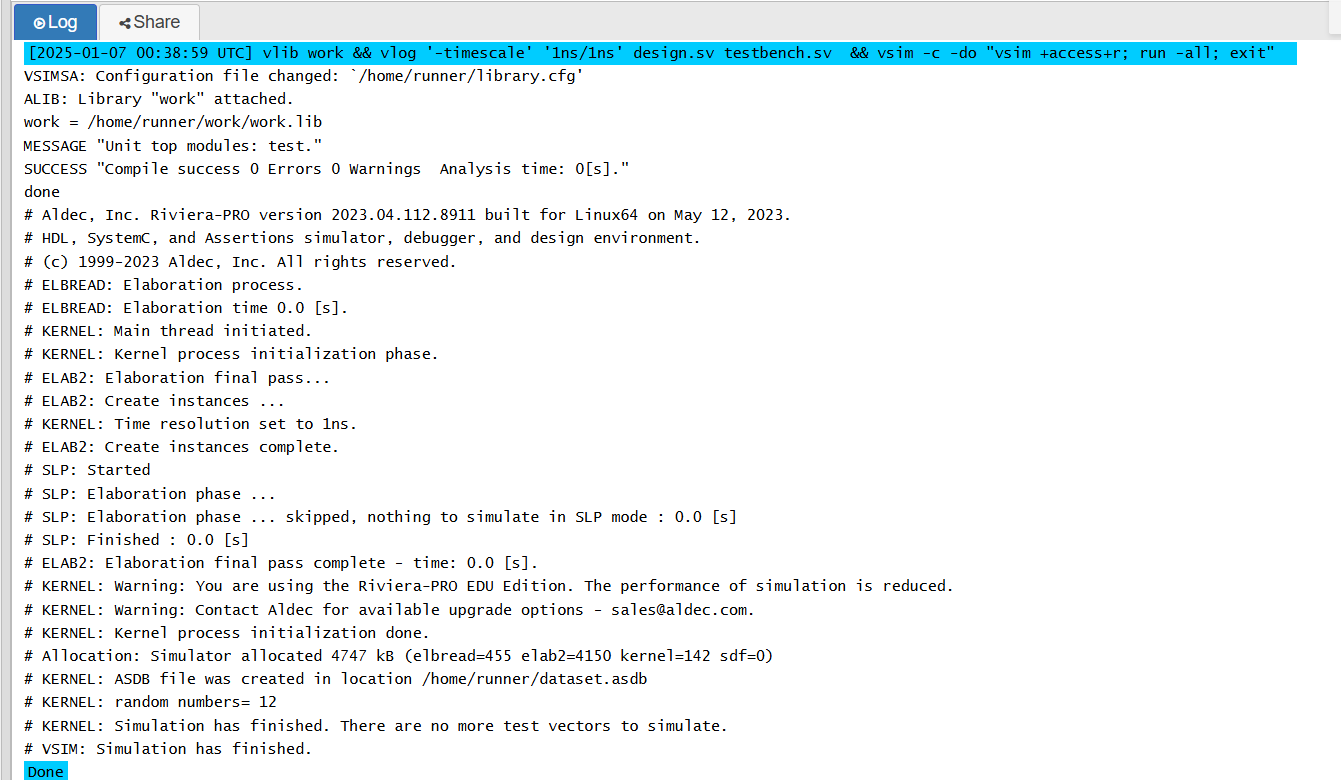 Log
Share
[2025-01-07 00:38:59 UTC] vlib work && vlog '-timescale' '1ns/1ns' design.sv testbench.sv  && vsim -c -do "vsim +access+r; run -all; exit"
VSIMSA: Configuration file changed: `/home/runner/library.cfg'
ALIB: Library "work" attached.
work = /home/runner/work/work.lib
MESSAGE "Unit top modules: test."
SUCCESS "Compile success 0 Errors 0 Warnings  Analysis time: 0[s]."
done
# Aldec, Inc. Riviera-PRO version 2023.04.112.8911 built for Linux64 on May 12, 2023.
# HDL, SystemC, and Assertions simulator, debugger, and design environment.
# (c) 1999-2023 Aldec, Inc. All rights reserved.
# ELBREAD: Elaboration process.
# ELBREAD: Elaboration time 0.0 [s].
# KERNEL: Main thread initiated.
# KERNEL: Kernel process initialization phase.
# ELAB2: Elaboration final pass...
# ELAB2: Create instances ...
# KERNEL: Time resolution set to 1ns.
# ELAB2: Create instances complete.
# SLP: Started
# SLP: Elaboration phase ...
# SLP: Elaboration phase ... skipped, nothing to simulate in SLP mode : 0.0 [s]
# SLP: Finished : 0.0 [s]
# ELAB2: Elaboration final pass complete - time: 0.0 [s].
# KERNEL: Warning: You are using the Riviera-PRO EDU Edition. The performance of simulation is reduced.
# KERNEL: Warning: Contact Aldec for available upgrade options - sales@aldec.com.
# KERNEL: Kernel process initialization done.
# Allocation: Simulator allocated 4747 kB (elbread=455 elab2=4150 kernel=142 sdf=0)
# KERNEL: ASDB file was created in location /home/runner/dataset.asdb
# KERNEL: random numbers= 12
# KERNEL: Simulation has finished. There are no more test vectors to simulate.
# VSIM: Simulation has finished.
Done